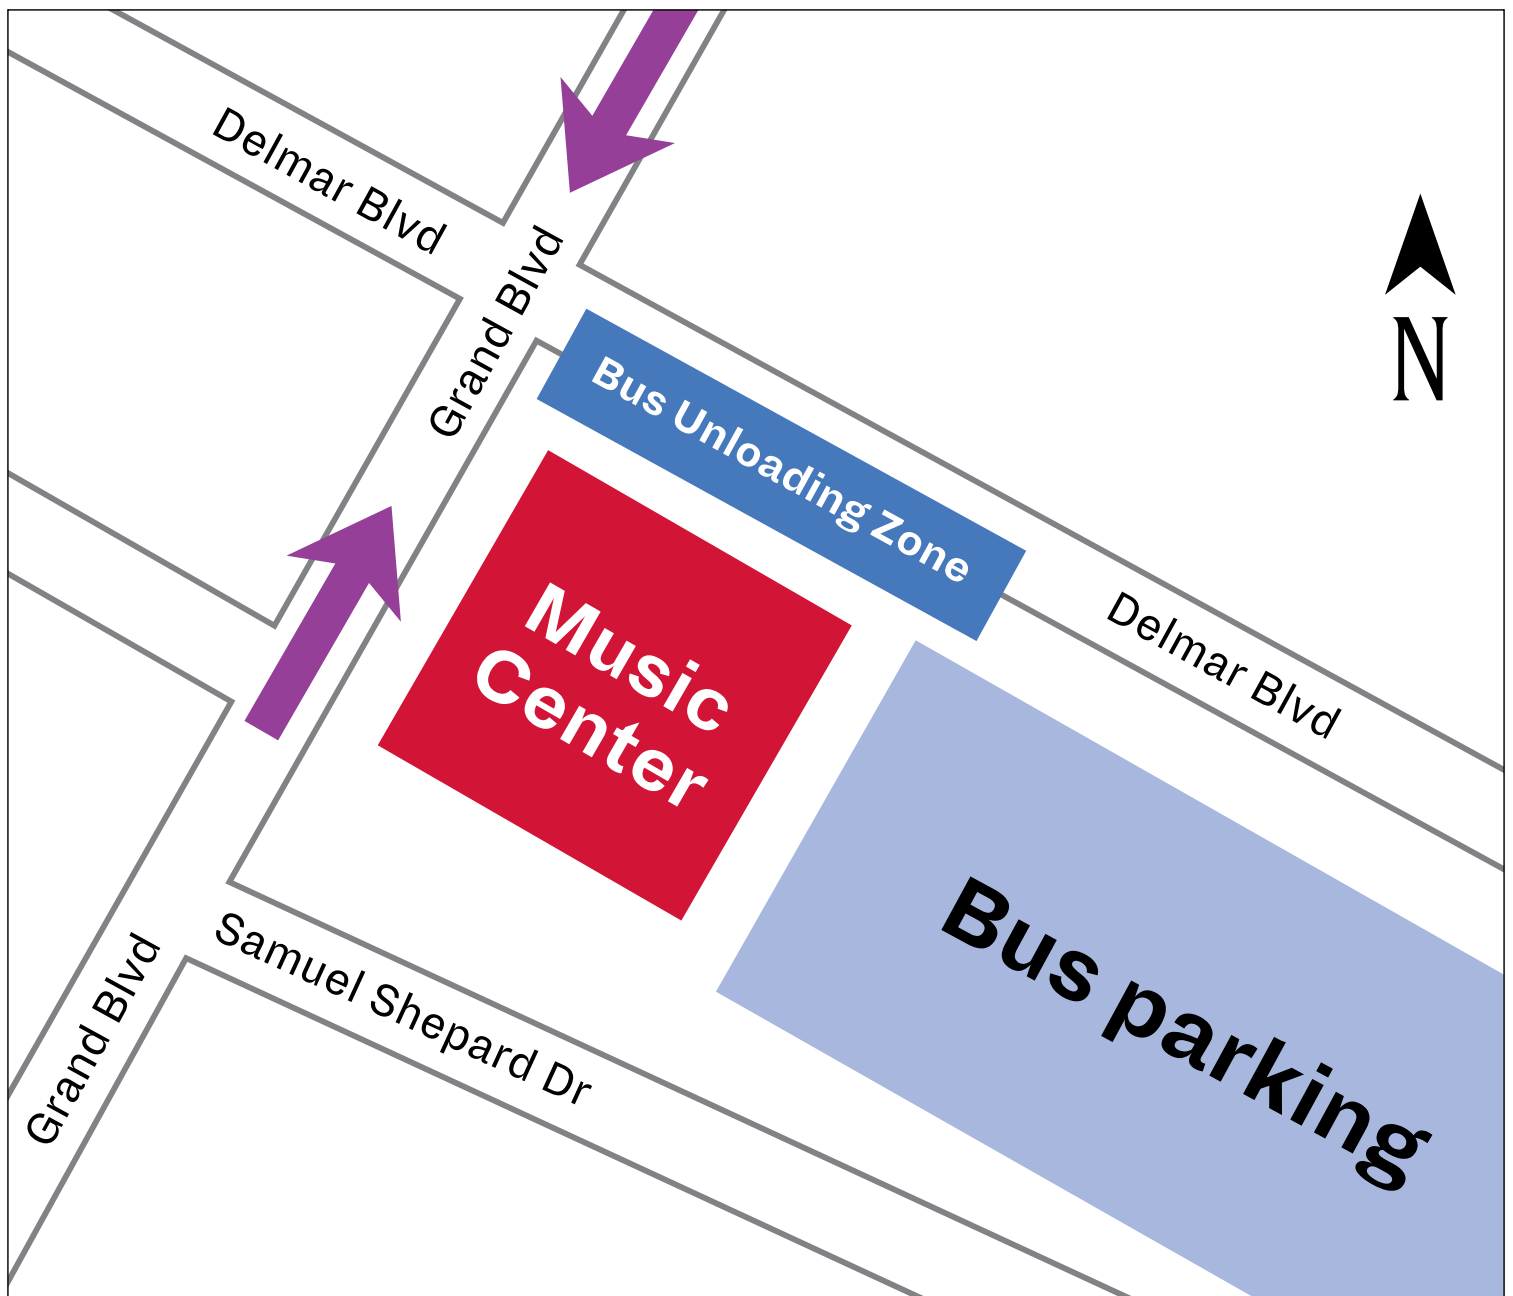 Delmar Blvd
Grand Blvd
N
Bus Unloading Zone
Music
Center
Delmar Blvd
Bus parking
Samuel Shepard Dr
Grand Blvd